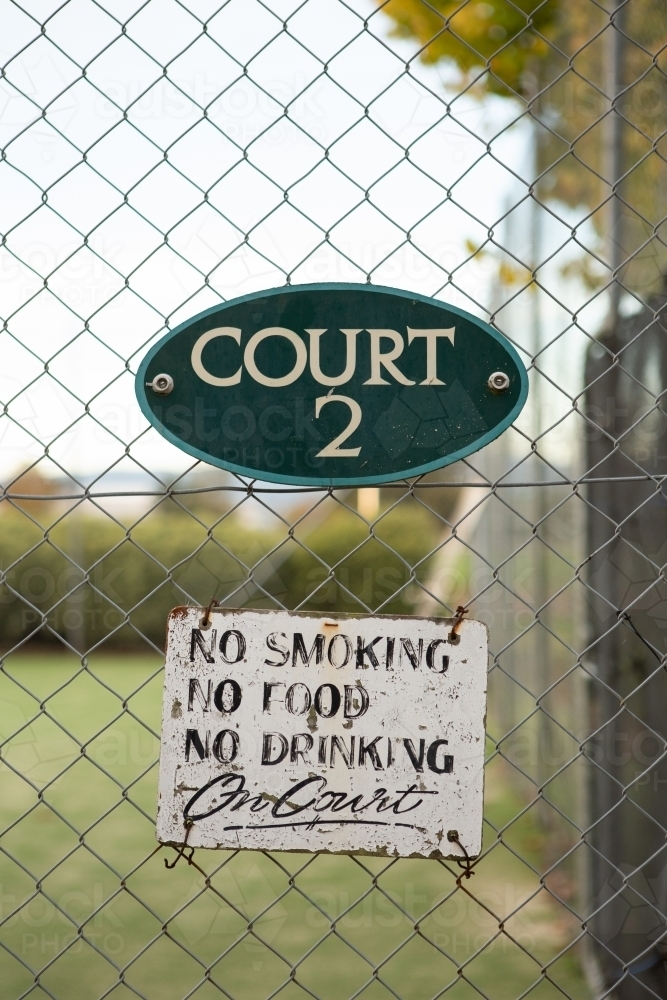 COURT
2
NO SMOKING
NO FOOD
NO DRINKING
On Court